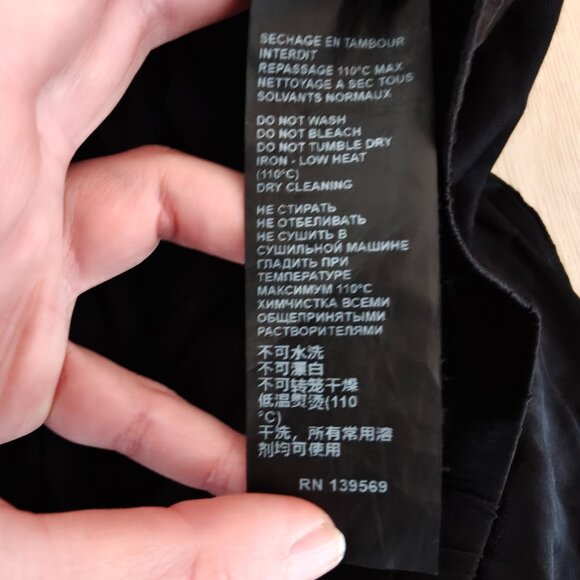 SECHAGE EN TAMBOUR
INTERDIT
REPASSAGE 110°C MAX
NETTOYAGE A SEC TOUS
SOLVANTS NORMAUX
DO NOT WASH
DO NOT BLEACH
DO NOT TUMBLE DRY
IRON - LOW HEAT
(110°C)
DRY CLEANING
НЕ СТИРАТЬ
НЕ ОТБЕЛИВАТЬ
НЕ СУШИТЬ В
СУШИЛЬНОЙ МАШИНЕ
ГЛАДИТЬ ПРИ
ТЕМПЕРАТУРЕ
МАКСИМУМ 110°C
ХИМЧИСТКА ВСЕМИ
ОБЩЕПРИНЯТЫМИ
РАСТВОРИТЕЛЯМИ
不可水洗
不可漂白
不可转笼干燥
低温熨烫(110
°C)
干洗，所有常用溶
剂均可使用
RN 139569